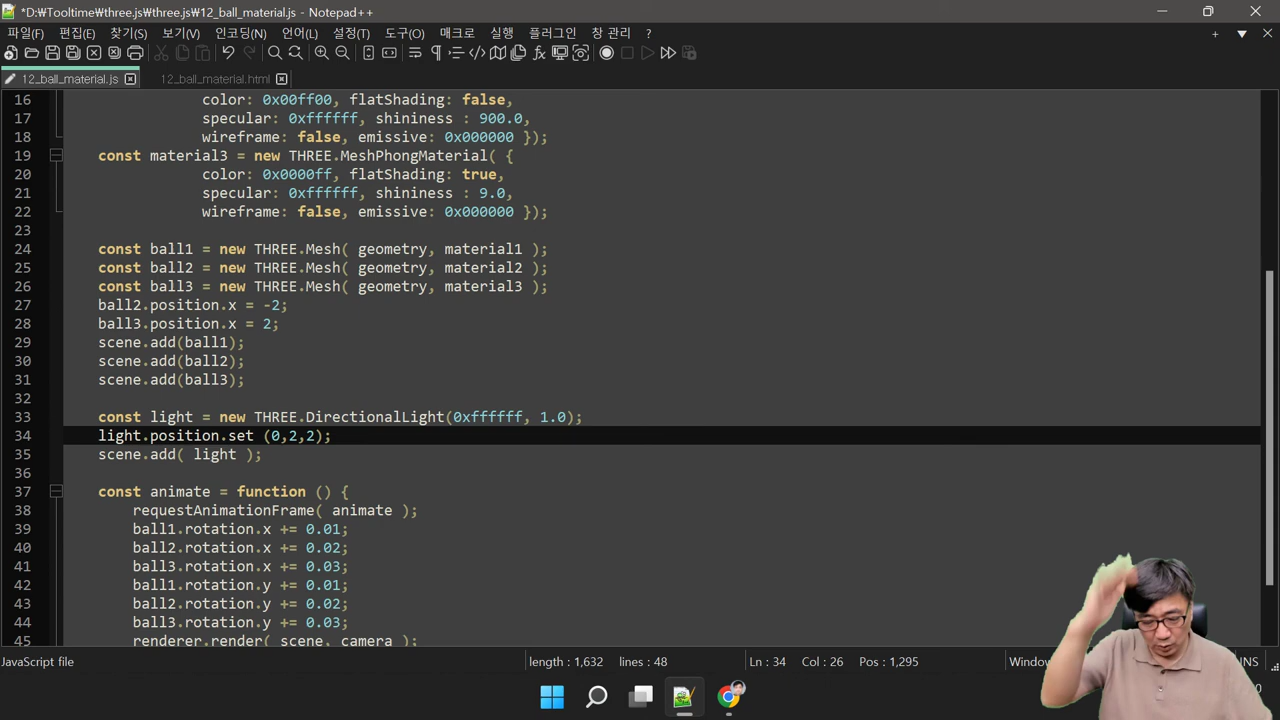 *D:₩Tooltime₩three.js₩three.js₩12_ball_material.js - Notepad++
파일(F) 편집(E) 찾기(S) 보기(V) 인코딩(N) 언어(L) 설정(T) 도구(O) 매크로 실행 플러그인 창 관리 ?
12_ball_material.js 12_ball_material.html
16 color: 0x00ff00, flatShading: false,
17 specular: 0xffffff, shininess : 900.0,
18 wireframe: false, emissive: 0x000000 });
19 const material3 = new THREE.MeshPhongMaterial( {
20 color: 0x0000ff, flatShading: true,
21 specular: 0xffffff, shininess : 9.0,
22 wireframe: false, emissive: 0x000000 });
23
24 const ball1 = new THREE.Mesh( geometry, material1 );
25 const ball2 = new THREE.Mesh( geometry, material2 );
26 const ball3 = new THREE.Mesh( geometry, material3 );
27 ball2.position.x = -2;
28 ball3.position.x = 2;
29 scene.add(ball1);
30 scene.add(ball2);
31 scene.add(ball3);
32
33 const light = new THREE.DirectionalLight(0xffffff, 1.0);
34 light.position.set (0,2,2);
35 scene.add( light );
36
37 const animate = function () {
38 requestAnimationFrame( animate );
39 ball1.rotation.x += 0.01;
40 ball2.rotation.x += 0.02;
41 ball3.rotation.x += 0.03;
42 ball1.rotation.y += 0.01;
43 ball2.rotation.y += 0.02;
44 ball3.rotation.y += 0.03;
45 renderer.render( scene, camera );
JavaScript file length : 1,632 lines : 48 Ln : 34 Col : 26 Pos : 1,295 INS